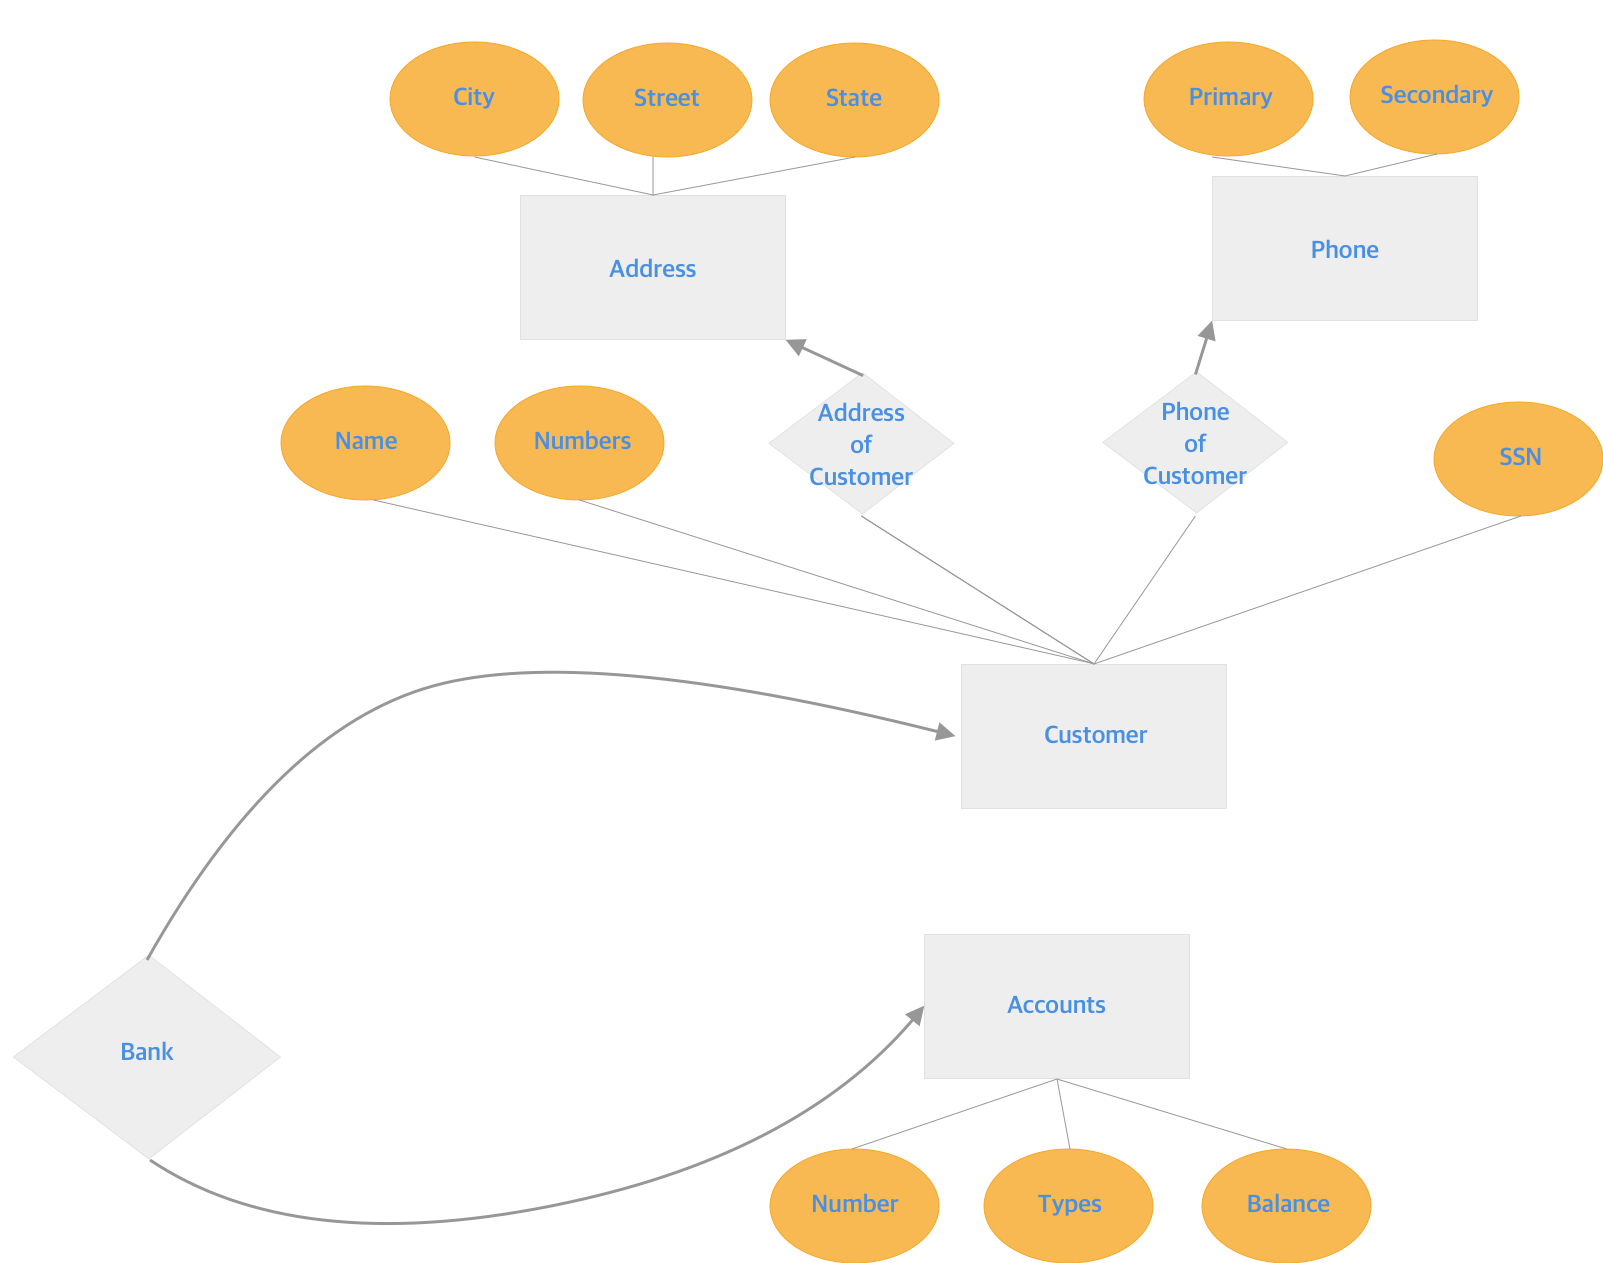 City
Street
State
Primary
Secondary
Address
Phone
Name
Numbers
Address
of
Customer
Phone
of
Customer
SSN
Customer
Accounts
Bank
Number
Types
Balance